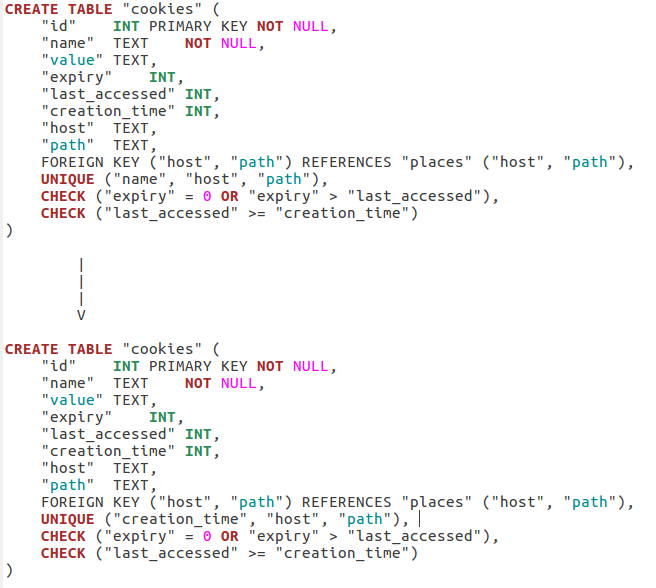 CREATE TABLE "cookies" (
    "id"    INT PRIMARY KEY NOT NULL,
    "name"  TEXT    NOT NULL,
    "value" TEXT,
    "expiry"    INT,
    "last_accessed" INT,
    "creation_time" INT,
    "host"  TEXT,
    "path"  TEXT,
    FOREIGN KEY ("host", "path") REFERENCES "places" ("host", "path"),
    UNIQUE ("name", "host", "path"),
    CHECK ("expiry" = 0 OR "expiry" > "last_accessed"),
    CHECK ("last_accessed" >= "creation_time")
)
        |
        |
        |
        V
CREATE TABLE "cookies" (
    "id"    INT PRIMARY KEY NOT NULL,
    "name"  TEXT    NOT NULL,
    "value" TEXT,
    "expiry"    INT,
    "last_accessed" INT,
    "creation_time" INT,
    "host"  TEXT,
    "path"  TEXT,
    FOREIGN KEY ("host", "path") REFERENCES "places" ("host", "path"),
    UNIQUE ("creation_time", "host", "path"),
    CHECK ("expiry" = 0 OR "expiry" > "last_accessed"),
    CHECK ("last_accessed" >= "creation_time")
)